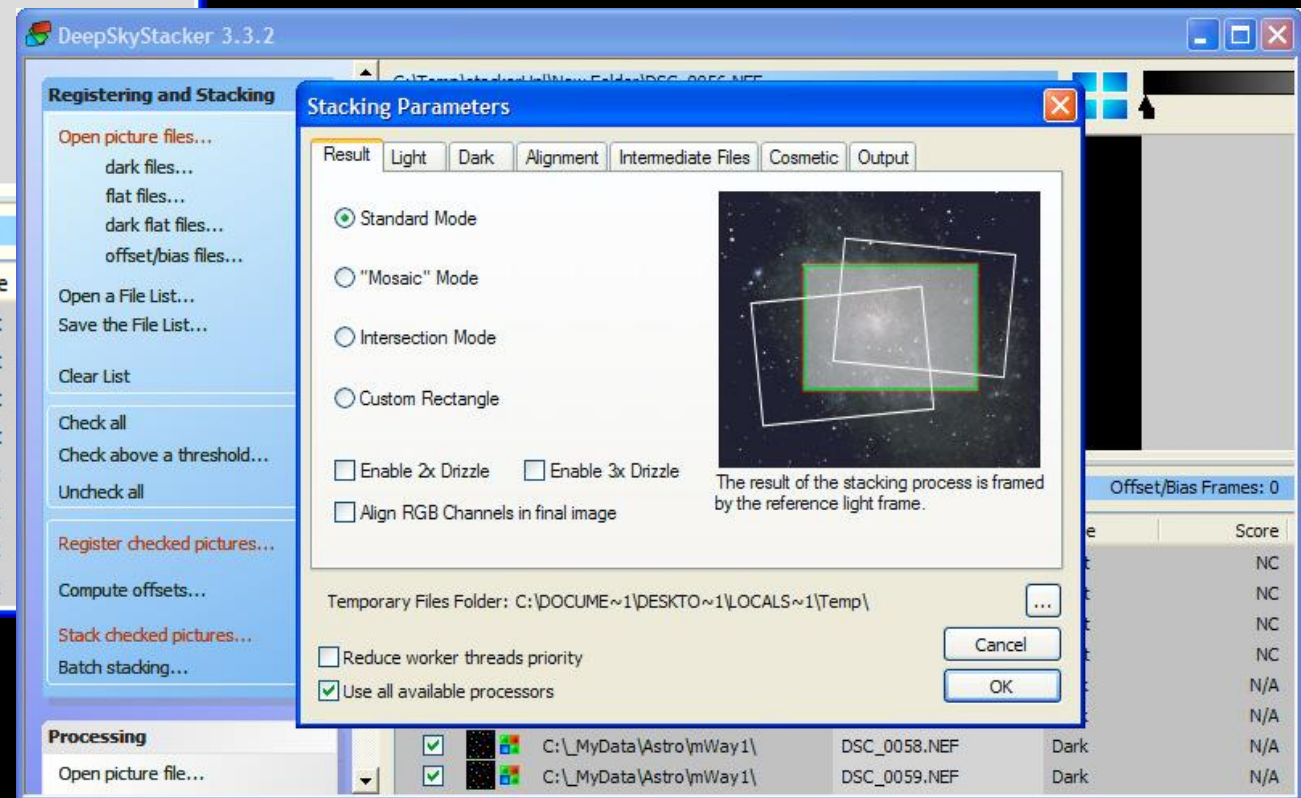 DeepSkyStacker 3.3.2
Registering and Stacking
Open picture files...
dark files...
flat files...
dark flat files...
offset/bias files...
Open a File List...
Save the File List...
Clear List
Check all
Check above a threshold...
Uncheck all
Register checked pictures...
Compute offsets...
Stack checked pictures...
Batch stacking...
Processing
Open picture file...
Stacking Parameters
Result Light Dark Alignment Intermediate Files Cosmetic Output
Standard Mode
"Mosaic" Mode
Intersection Mode
Custom Rectangle
Enable 2x Drizzle Enable 3x Drizzle
Align RGB Channels in final image
The result of the stacking process is framed
by the reference light frame.
Temporary Files Folder: C:\DOCUME~1\DESKTO~1\LOCALS~1\Temp\
...
Reduce worker threads priority
Use all available processors
Cancel
OK
Offset/Bias Frames: 0
Score
NC
NC
NC
NC
N/A
N/A
C:\_MyData\Astro\mWay1\ DSC_0058.NEF Dark N/A
C:\_MyData\Astro\mWay1\ DSC_0059.NEF Dark N/A